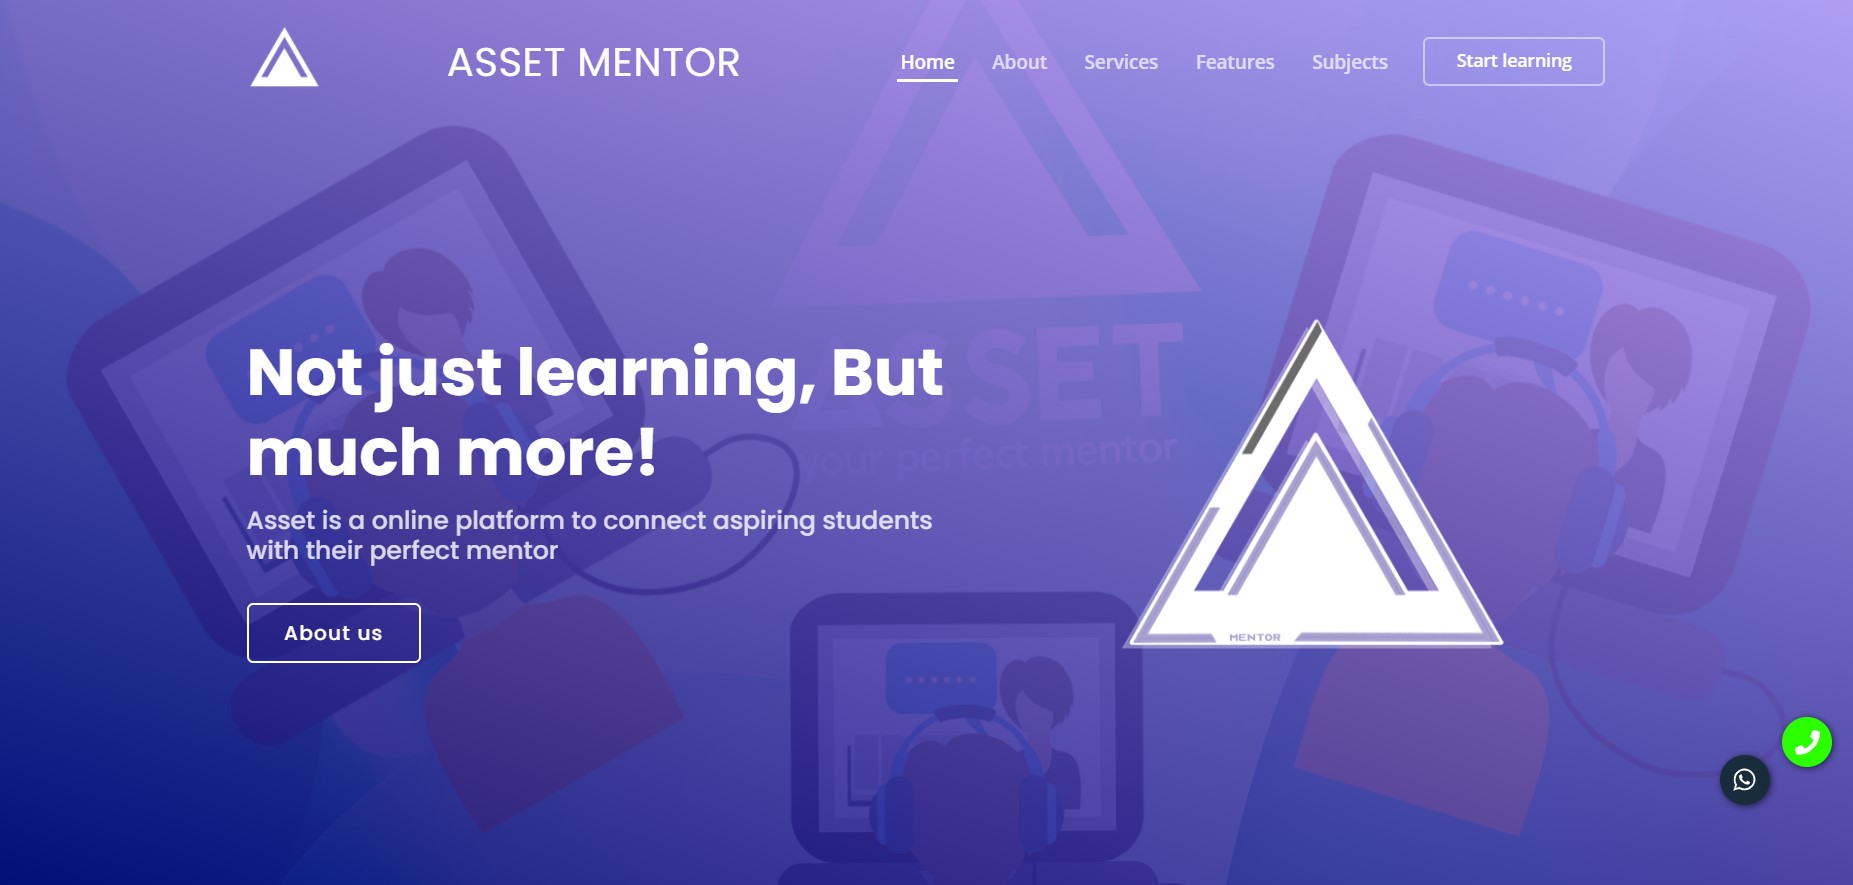 ASSET MENTOR
Home About Services Features Subjects Start learning
ASSET
your perfect mentor
Not just learning, But
much more!
Asset is a online platform to connect aspiring students
with their perfect mentor
About us
MENTOR